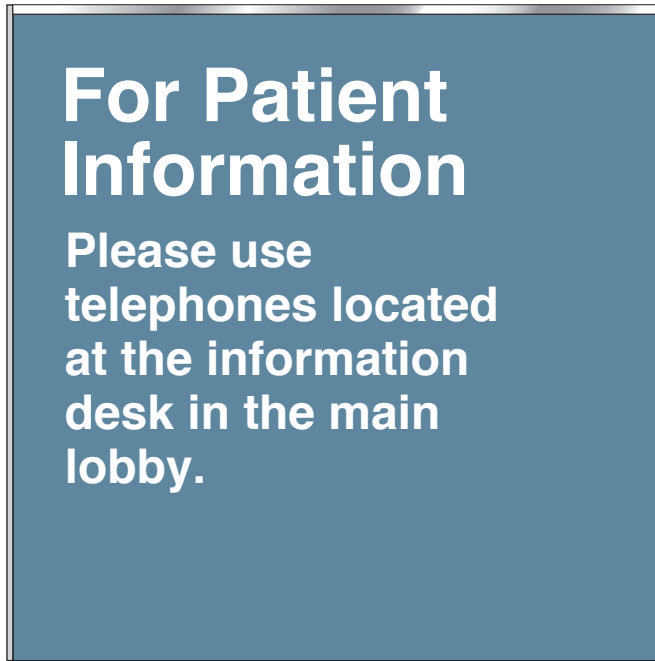 For Patient
Information
Please use
telephones located
at the information
desk in the main
lobby.